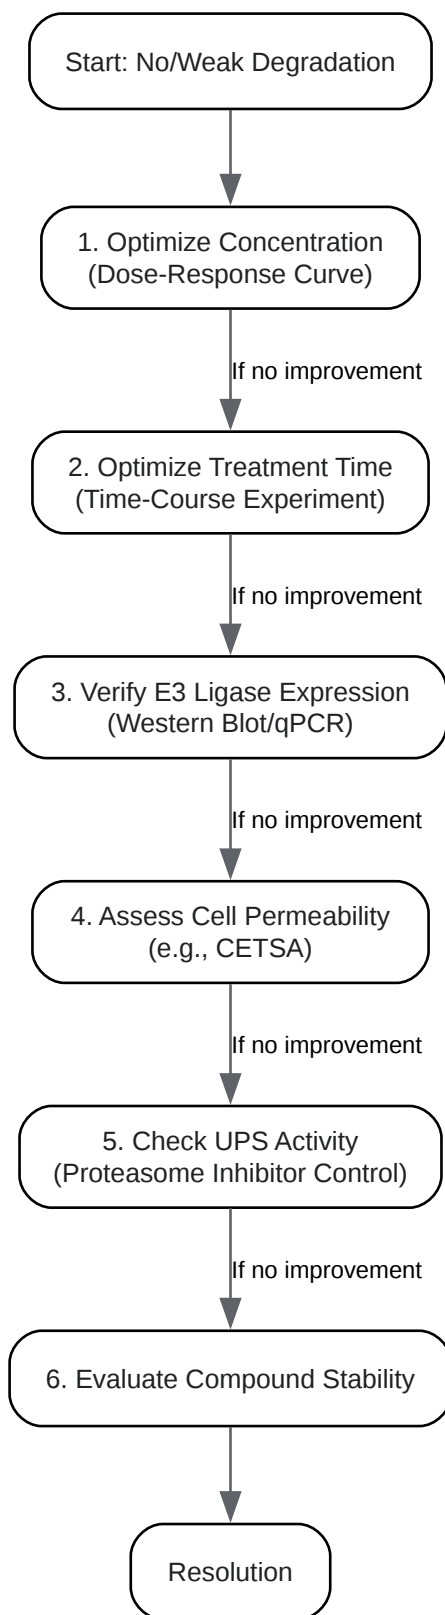 Start: No/Weak Degradation
1. Optimize Concentration
(Dose-Response Curve)
If no improvement
2. Optimize Treatment Time
(Time-Course Experiment)
If no improvement
3. Verify E3 Ligase Expression
(Western Blot/qPCR)
If no improvement
4. Assess Cell Permeability
(e.g., CETSA)
If no improvement
5. Check UPS Activity
(Proteasome Inhibitor Control)
If no improvement
6. Evaluate Compound Stability
Resolution